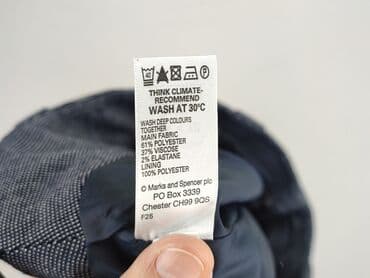 THINK CLIMATE-
RECOMMEND
WASH AT 30°C
WASH DEEP COLOURS
TOGETHER
MAIN FABRIC
61% POLYESTER
37% VISCOSE
2% ELASTANE
LINING
100% POLYESTER
© Marks and Spencer plc
PO Box 3339
Chester CH99 9QS
F26